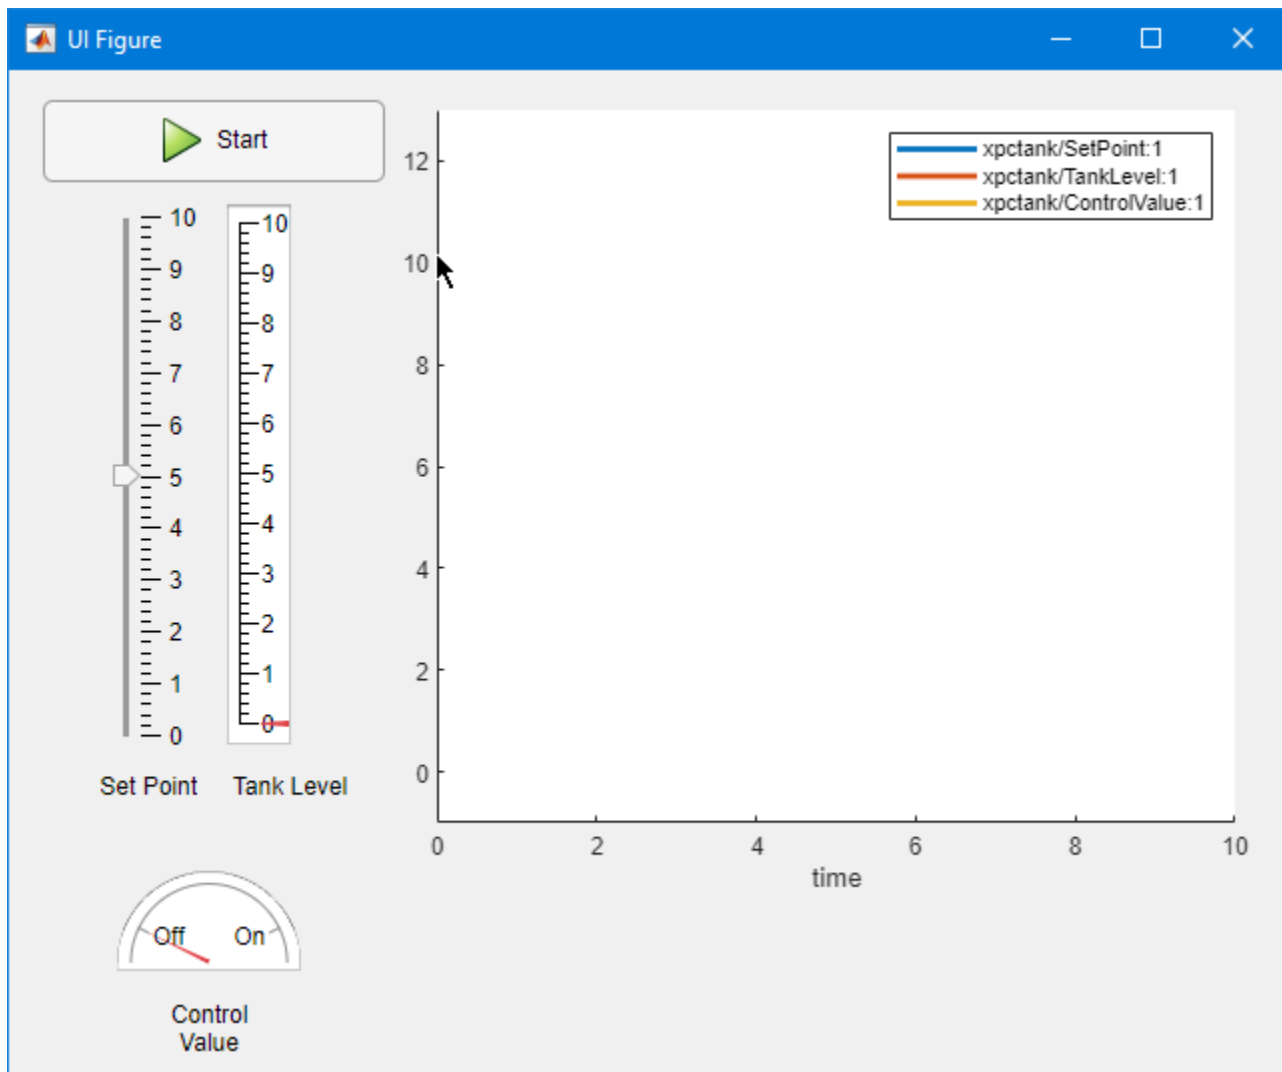 UI Figure
Start
10
9
8
7
6
5
4
3
2
1
0
Set Point
10
9
8
7
6
5
4
3
2
1
0
Tank Level
Off On
Control
Value
12
10
8
6
4
2
0
0 2 4 6 8 10
time
xpctank/SetPoint:1
xpctank/TankLevel:1
xpctank/ControlValue:1